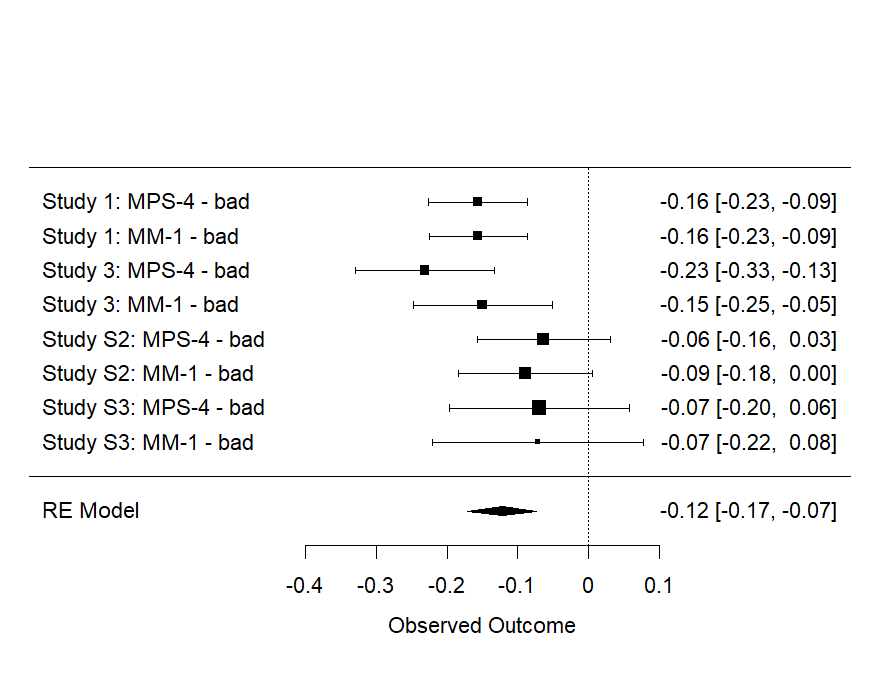 Study 1: MPS-4 - bad -0.16 [-0.23, -0.09]
Study 1: MM-1 - bad -0.16 [-0.23, -0.09]
Study 3: MPS-4 - bad -0.23 [-0.33, -0.13]
Study 3: MM-1 - bad -0.15 [-0.25, -0.05]
Study S2: MPS-4 - bad -0.06 [-0.16, 0.03]
Study S2: MM-1 - bad -0.09 [-0.18, 0.00]
Study S3: MPS-4 - bad -0.07 [-0.20, 0.06]
Study S3: MM-1 - bad -0.07 [-0.22, 0.08]
RE Model -0.12 [-0.17, -0.07]
-0.4 -0.3 -0.2 -0.1 0 0.1
Observed Outcome